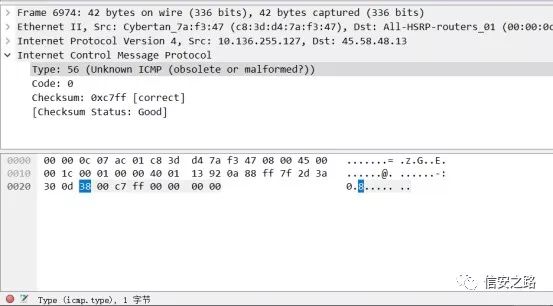 Frame 6974: 42 bytes on wire (336 bits), 42 bytes captured (336 bits)
Ethernet II, Src: Cybertan_7a:f3:47 (c8:3d:d4:7a:f3:47), Dst: All-HSRP-routers_01 (00:00:0c
Internet Protocol Version 4, Src: 10.136.255.127, Dst: 45.58.48.13
Internet Control Message Protocol
Type: 56 (Unknown ICMP (obsolete or malformed?))
Code: 0
Checksum: 0xc7ff [correct]
[Checksum Status: Good]
0000 00 00 0c 07 ac 01 c8 3d d4 7a f3 47 08 00 45 00 .......= .z.G..E.
0010 00 1c 00 01 00 00 40 01 13 92 0a 88 ff 7f 2d 3a ......@. ......-:
0020 30 0d 38 00 c7 ff 00 00 00 00 0.8..... ..
Type (icmp.type), 1 字节
信安之路